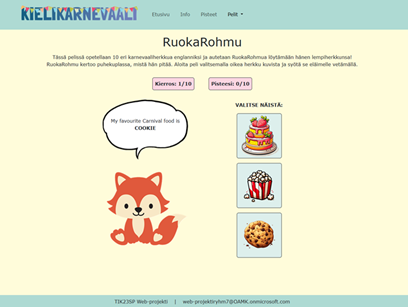 KIELIKARNEVAALI
Etusivu Info Pisteet Pelit
RuokaRohmu
Tässä pelissä opetellaan 10 eri karnevaaliherkkua englanniksi ja autetaan RuokaRohmua löytämään hänen lempiherkkunsa!
RuokaRohmu kertoo puhekuplassa, mistä hän pitää. Aloita peli valitsemalla oikea herkku kuvista ja syötä se eläimelle vetämällä.
Kierros: 1/10 Pisteesi: 0/10
My favourite Carnival food is
COOKIE
VALITSE NÄISTÄ:
TIK23SP Web-projekti | web-projektiryhm7@OAMK.onmicrosoft.com